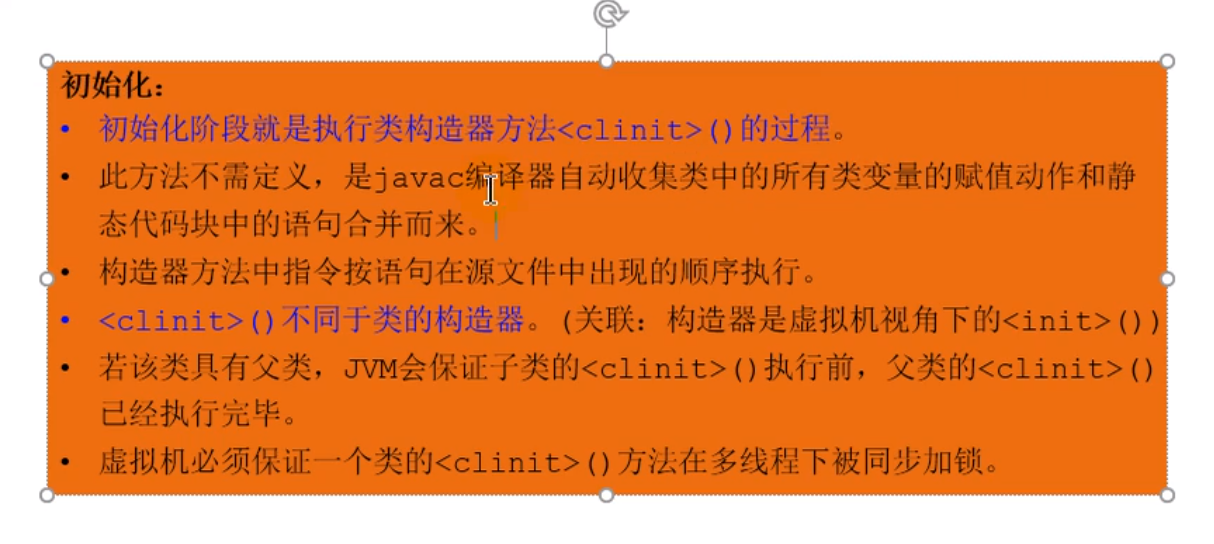 初始化：
• 初始化阶段就是执行类构造器方法<clinit>()的过程。
• 此方法不需定义，是javac编译器自动收集类中的所有类变量的赋值动作和静
态代码块中的语句合并而来。
• 构造器方法中指令按语句在源文件中出现的顺序执行。
• <clinit>()不同于类的构造器。(关联：构造器是虚拟机视角下的<init>())
• 若该类具有父类，JVM会保证子类的<clinit>()执行前，父类的<clinit>()
已经执行完毕。
• 虚拟机必须保证一个类的<clinit>()方法在多线程下被同步加锁。